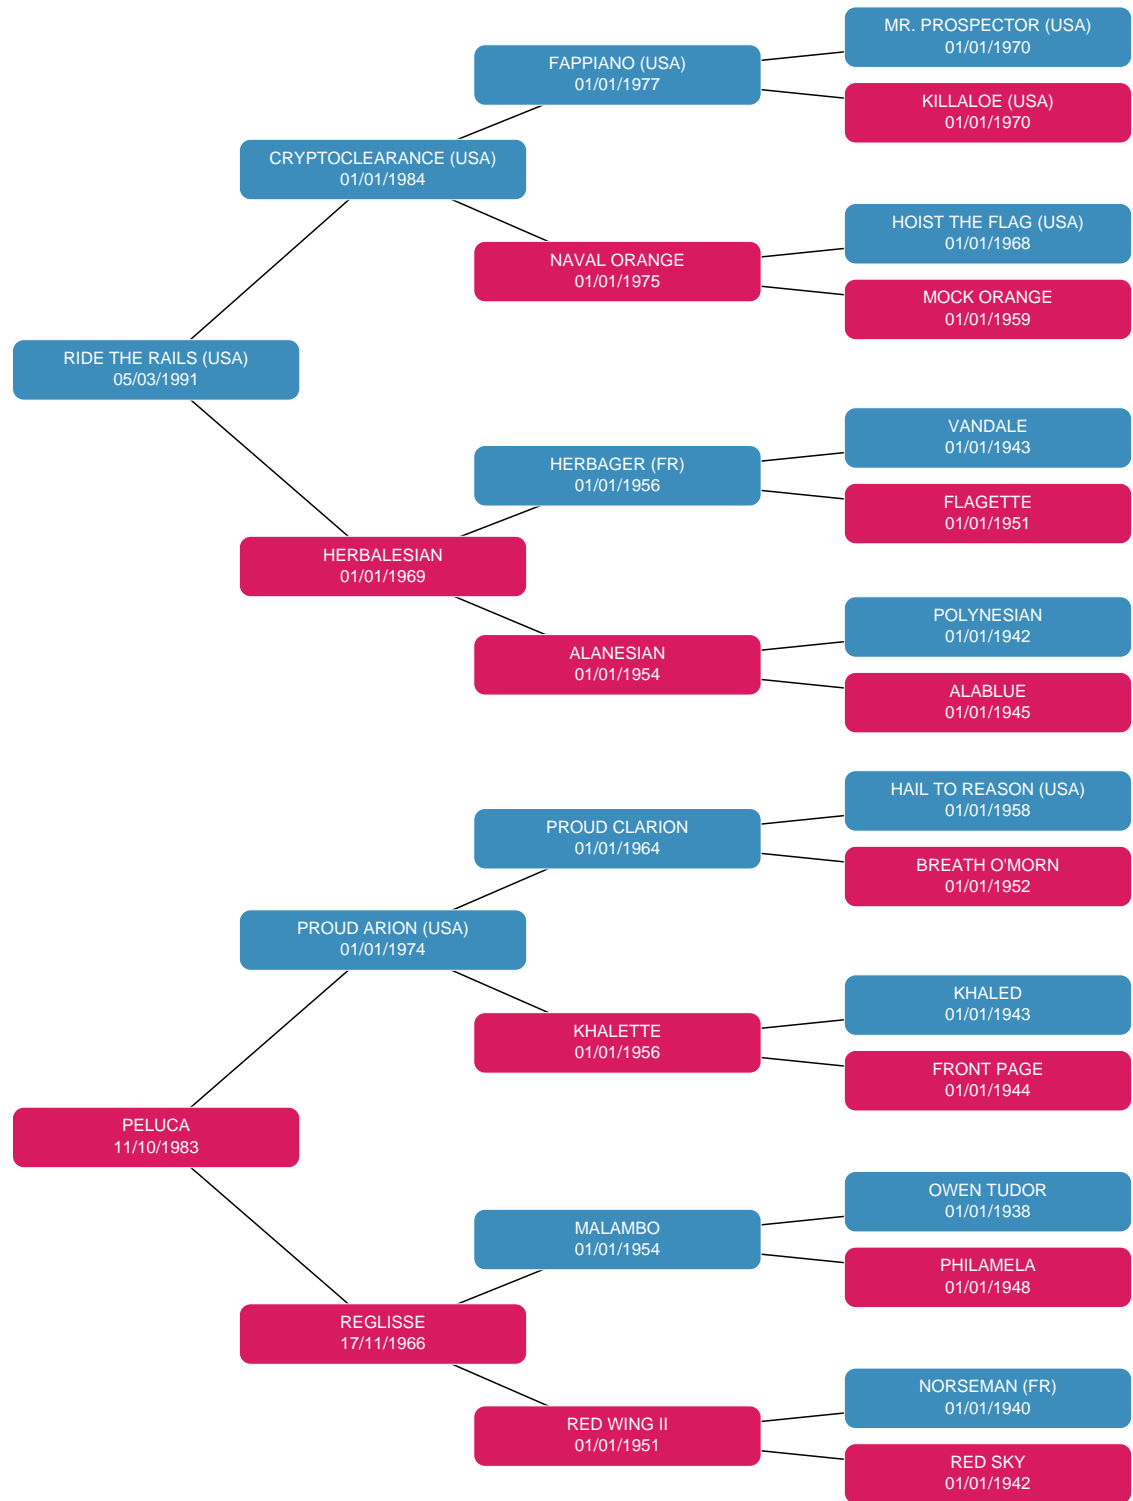 MR. PROSPECTOR (USA)
01/01/1970
FAPPIANO (USA)
01/01/1977
KILLALOE (USA)
01/01/1970
CRYPTOCLEARANCE (USA)
01/01/1984
HOIST THE FLAG (USA)
01/01/1968
NAVAL ORANGE
01/01/1975
MOCK ORANGE
01/01/1959
RIDE THE RAILS (USA)
05/03/1991
VANDALE
01/01/1943
HERBAGER (FR)
01/01/1956
FLAGETTE
01/01/1951
HERBALESIAN
01/01/1969
POLYNESIAN
01/01/1942
ALANESIAN
01/01/1954
ALABLUE
01/01/1945
HAIL TO REASON (USA)
01/01/1958
PROUD CLARION
01/01/1964
BREATH O'MORN
01/01/1952
PROUD ARION (USA)
01/01/1974
KHALED
01/01/1943
KHALETTE
01/01/1956
FRONT PAGE
01/01/1944
PELUCA
11/10/1983
OWEN TUDOR
01/01/1938
MALAMBO
01/01/1954
PHILAMELA
01/01/1948
REGLISSE
17/11/1966
NORSEMAN (FR)
01/01/1940
RED WING II
01/01/1951
RED SKY
01/01/1942